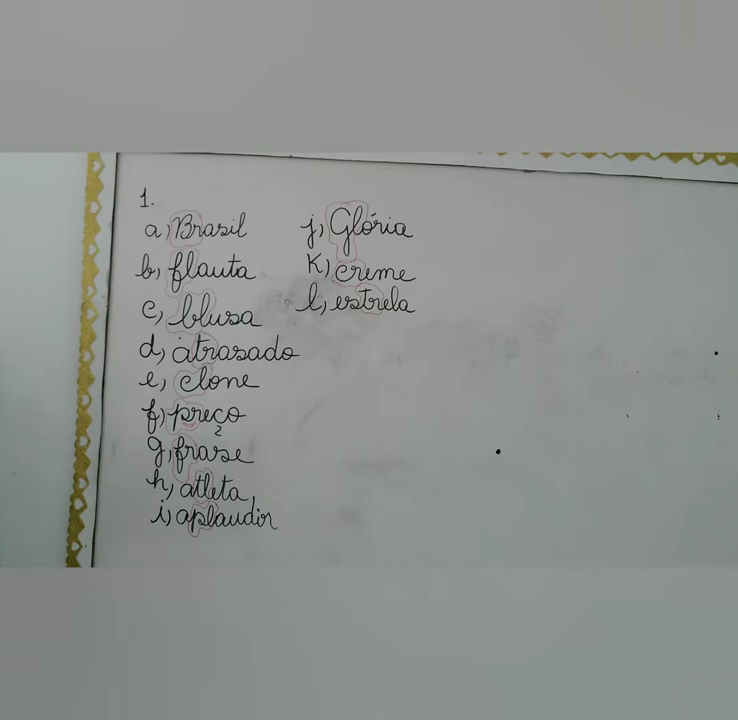 1.
a) Brasil
b) flauta
c) blusa
d) atrasado
e) clone
f) preço
g) frase
h) atleta
i) aplaudir
j) Glória
K) creme
l) estrela